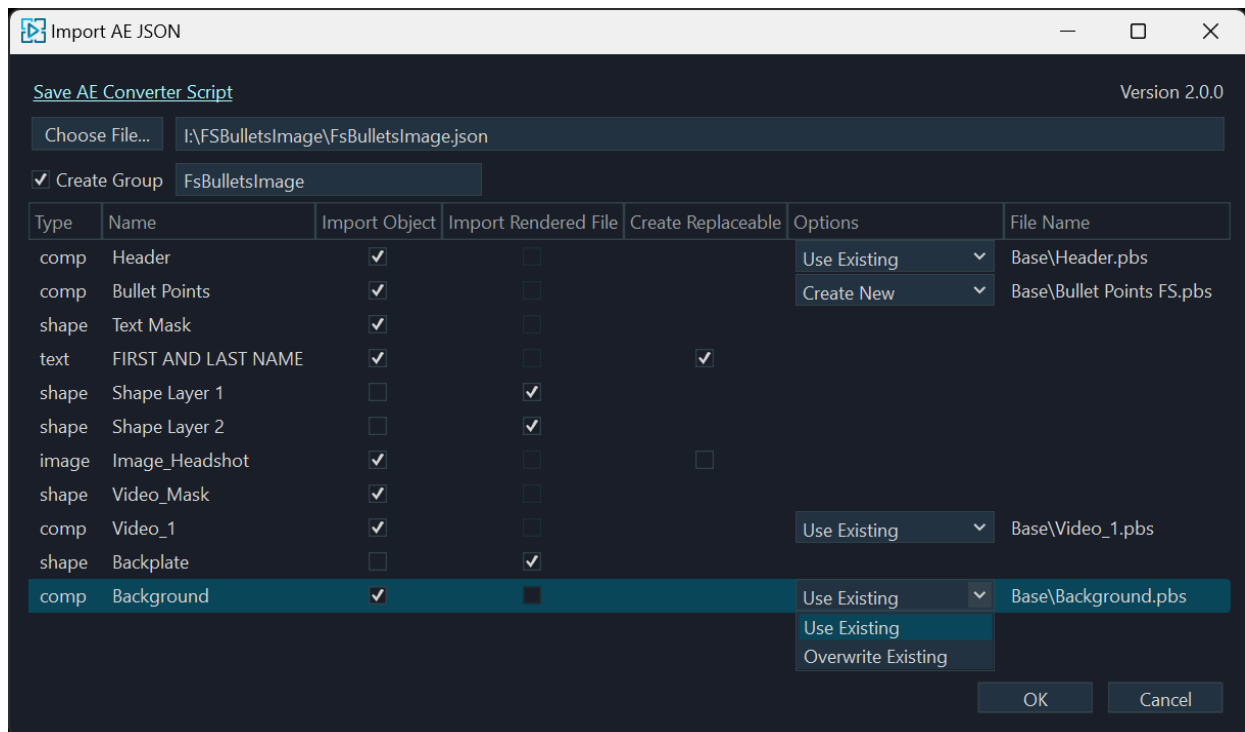 Import AE JSON
Save AE Converter Script Version 2.0.0
Choose File... I:\FSBulletsImage\FsBulletsImage.json
Create Group FsBulletsImage
Type Name Import Object Import Rendered File Create Replaceable Options File Name
comp Header Use Existing Base\Header.pbs
comp Bullet Points Create New Base\Bullet Points FS.pbs
shape Text Mask
text FIRST AND LAST NAME
shape Shape Layer 1
shape Shape Layer 2
image Image_Headshot
shape Video_Mask
comp Video_1 Use Existing Base\Video_1.pbs
shape Backplate
comp Background Use Existing Base\Background.pbs
Use Existing
Overwrite Existing
OK Cancel